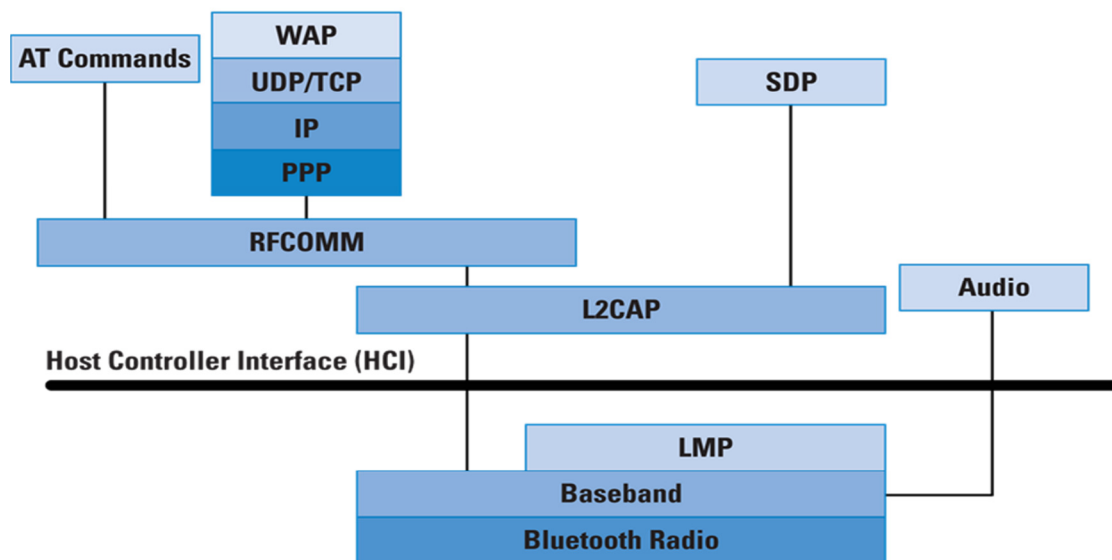 WAP
AT Commands
UDP/TCP
SDP
IP
PPP
RFCOMM
Audio
L2CAP
Host Controller Interface (HCI)
LMP
Baseband
Bluetooth Radio